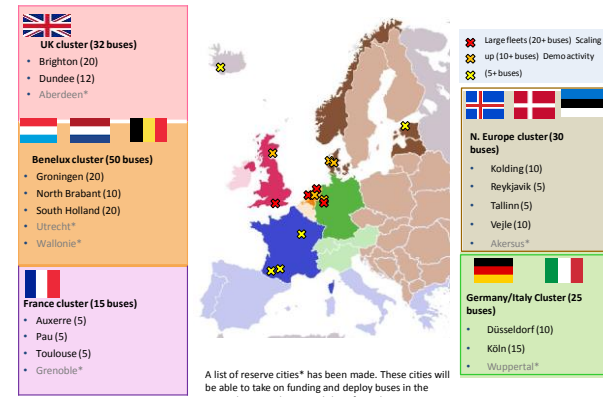 UK cluster (32 buses)
• Brighton (20)
• Dundee (12)
• Aberdeen*
Benelux cluster (50 buses)
• Groningen (20)
• North Brabant (10)
• South Holland (20)
• Utrecht*
• Wallonie*
France cluster (15 buses)
• Auxerre (5)
• Pau (5)
• Toulouse (5)
• Grenoble*
A list of reserve cities* has been made. These cities will
be able to take on funding and deploy buses in the
Large fleets (20+ buses) Scaling
up (10+ buses) Demo activity
(5+ buses)
N. Europe cluster (30
buses)
• Kolding (10)
• Reykjavik (5)
• Tallinn (5)
• Vejle (10)
• Akersus*
Germany/Italy Cluster (25
buses)
• Düsseldorf (10)
• Köln (15)
• Wuppertal*